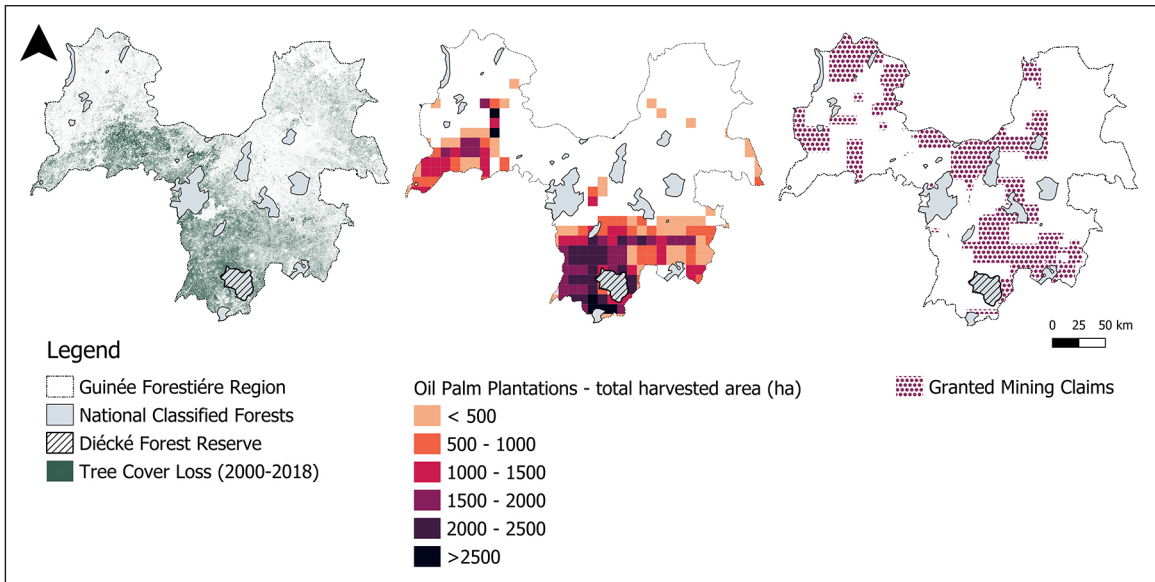 0 25 50 km
Legend
Guinée Forestiére Region
National Classified Forests
Diécké Forest Reserve
Tree Cover Loss (2000-2018)
Oil Palm Plantations - total harvested area (ha)
< 500
500 - 1000
1000 - 1500
1500 - 2000
2000 - 2500
>2500
Granted Mining Claims